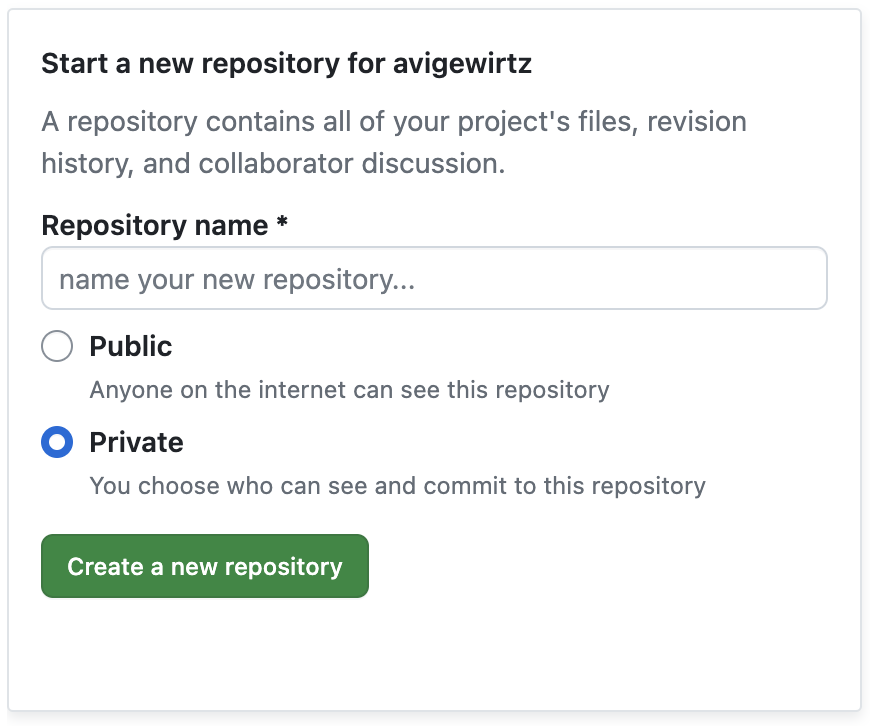 Start a new repository for avigewirtz
A repository contains all of your project's files, revision
history, and collaborator discussion.
Repository name *
name your new repository...
Public
Anyone on the internet can see this repository
Private
You choose who can see and commit to this repository
Create a new repository